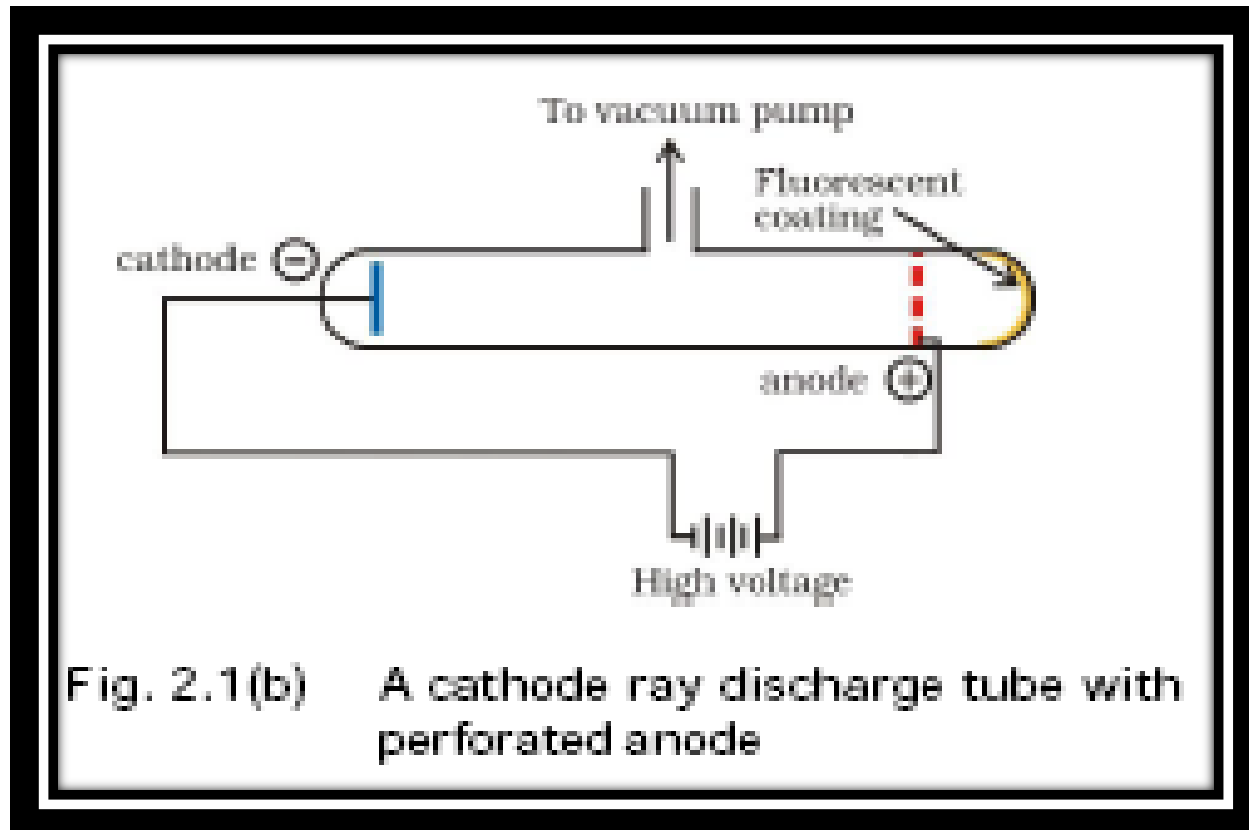 To vacuum pump
Fluorescent
coating
cathode −
anode +
High voltage
Fig. 2.1(b) A cathode ray discharge tube with
perforated anode